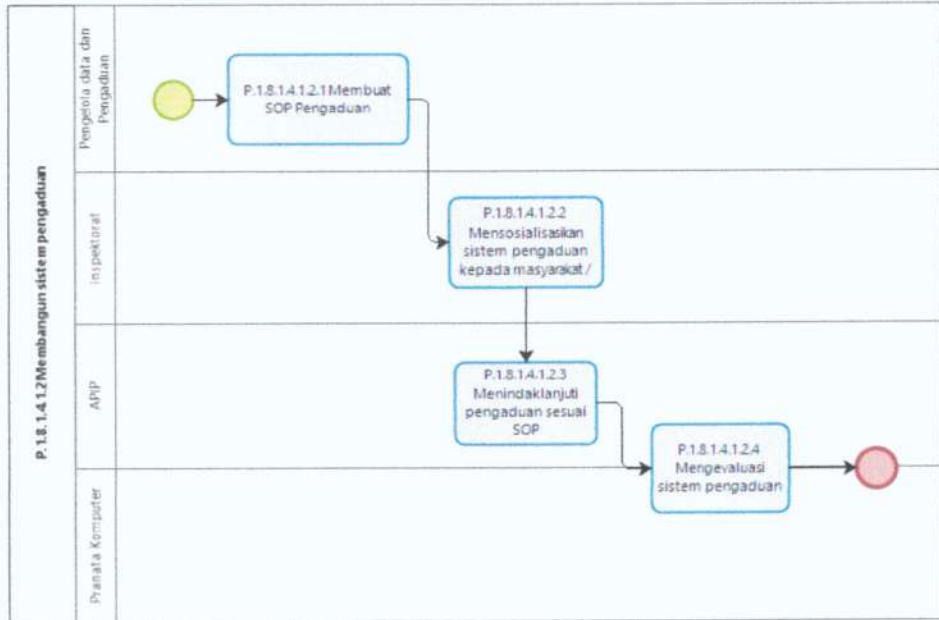 P.1.8.1.4.1.2 Membangun sistem pengaduan
Pengelola data dan
Pengaduan
P.1.8.1.4.1.2.1 Membuat
SOP Pengaduan
Inspektorat
P.1.8.1.4.1.2.2
Mensosialisasikan
sistem pengaduan
kepada masyarakat /
APIP
P.1.8.1.4.1.2.3
Menindaklanjuti
pengaduan sesuai
SOP
P.1.8.1.4.1.2.4
Mengevaluasi
sistem pengaduan
Pranata Komputer